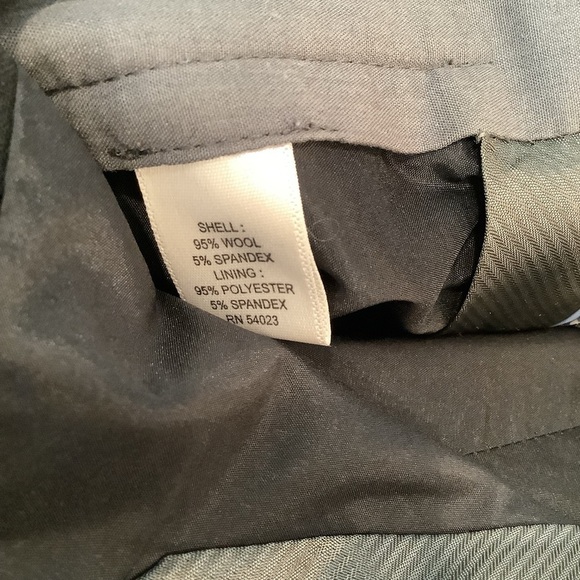 SHELL :
95% WOOL
5% SPANDEX
LINING :
95% POLYESTER
5% SPANDEX
RN 54023